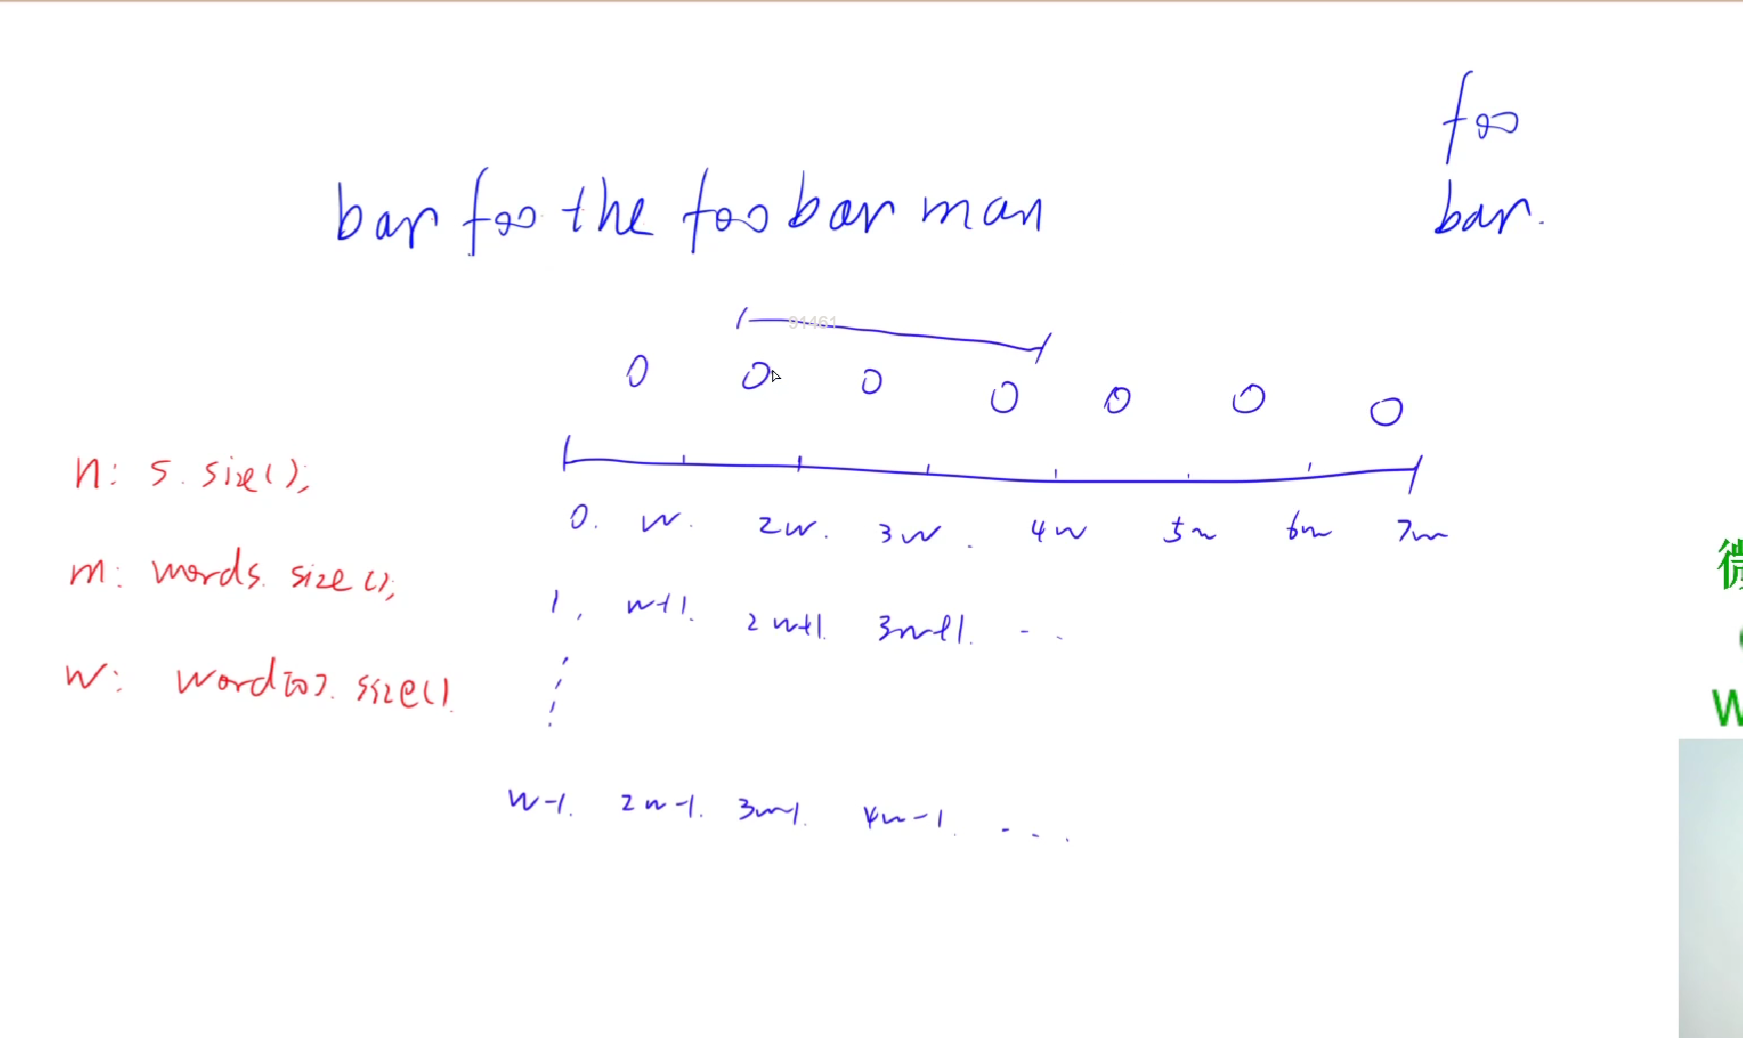 foo
bar.
bar foo the foo bar man
91461
0 0 0 0 0 0 0
n: s.size();
0. w. 2w. 3w. 4w 5w 6w 7w
m: words.size();
1, w+1. 2w+1. 3w+1. - -
w: word[0].size().
w-1. 2w-1. 3w-1. 4w-1. - - .
微
W